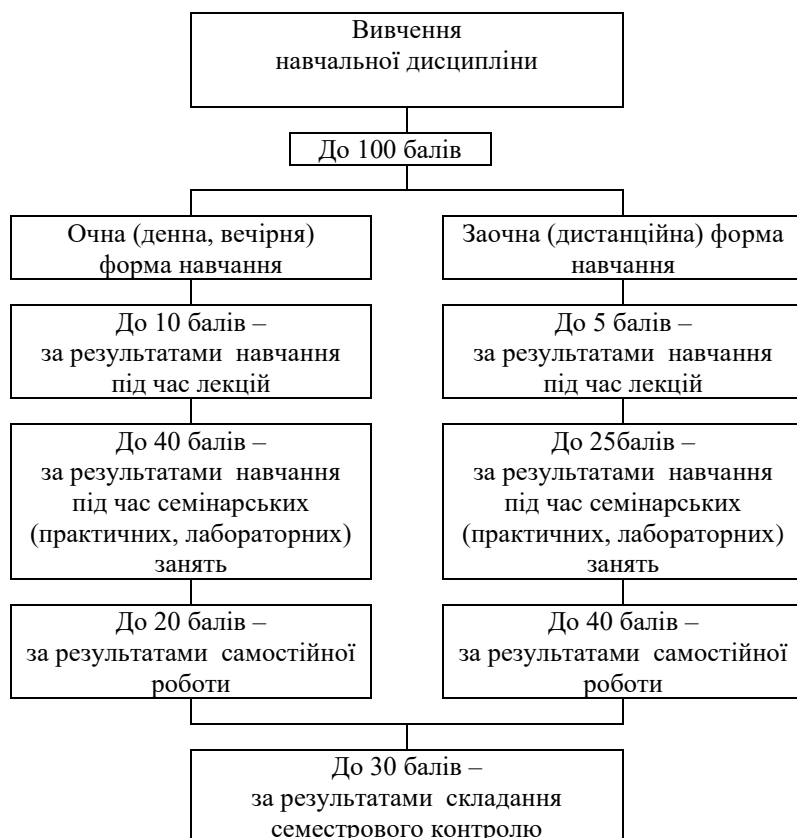 Вивчення
навчальної дисципліни
До 100 балів
Очна (денна, вечірня)
форма навчання
До 10 балів –
за результатами навчання
під час лекцій
До 40 балів –
за результатами навчання
під час семінарських
(практичних, лабораторних)
занять
До 20 балів –
за результатами самостійної
роботи
Заочна (дистанційна) форма
навчання
До 5 балів –
за результатами навчання
під час лекцій
До 25балів –
за результатами навчання
під час семінарських
(практичних, лабораторних)
занять
До 40 балів –
за результатами самостійної
роботи
До 30 балів –
за результатами складання
семестрового контролю